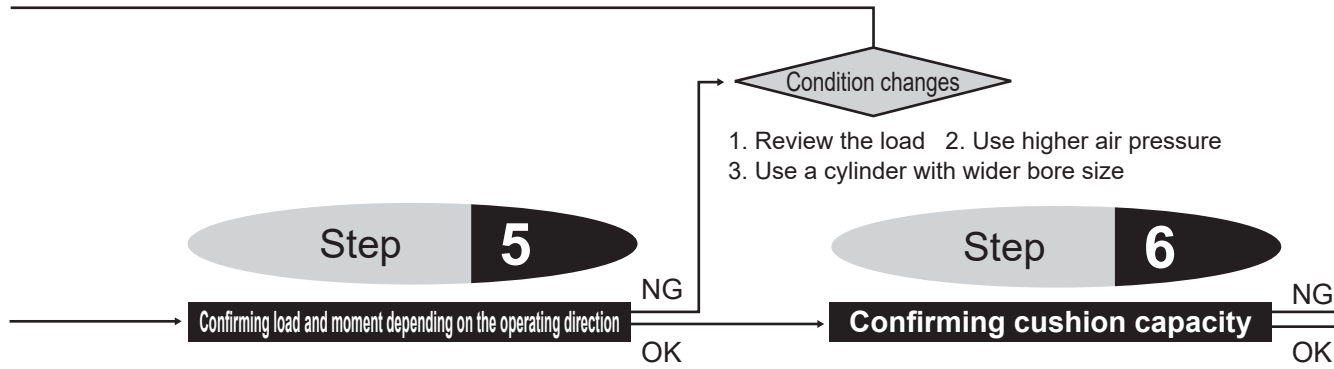 Condition changes
1. Review the load 2. Use higher air pressure
3. Use a cylinder with wider bore size
Step 5
Confirming load and moment depending on the operating direction
NG
OK
Step 6
Confirming cushion capacity
NG
OK